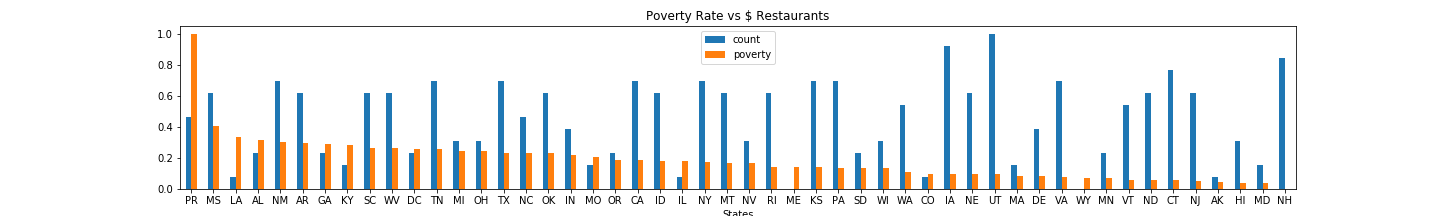 Poverty Rate vs $ Restaurants
1.0
0.8
0.6
0.4
0.2
0.0
count
poverty
PR MS LA AL NM AR GA KY SC WV DC TN MI OH TX NC OK IN MO OR CA ID IL NY MT NV RI ME KS PA SD WI WA CO IA NE UT MA DE VA WY MN VT ND CT NJ AK HI MD NH
States